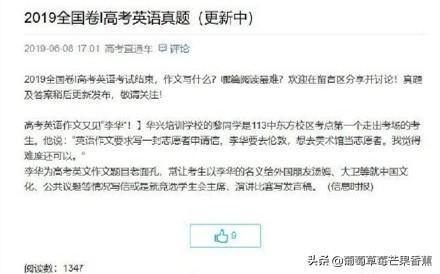 2019全国卷I高考英语真题（更新中）
2019-06-08 17:01 高考直通车 评论
2019全国卷I高考英语考试结束，作文写什么？哪篇阅读最难？欢迎在留言区分享开讨论！真题
及答案稍后更新发布，敬请关注！
高考英语作文又见"李华"！】华兴培训学校的黎同学是113中东方校区考点第一个走出考场的考
生。他说："英语作文要求写一封志愿者申请信，李华要去伦敦，想去美术馆当志愿者。我觉得
难度还可以。"
李华为高考英文作文题目老面孔，常让考生以李华的名义给外国朋友汤姆、大卫等就中国文
化、公共议题等情况写信或是就竞选学生会主席、演讲比赛写发言稿。（信息时报）
9
阅读数：1347
头条@葡萄草莓芒果香蕉